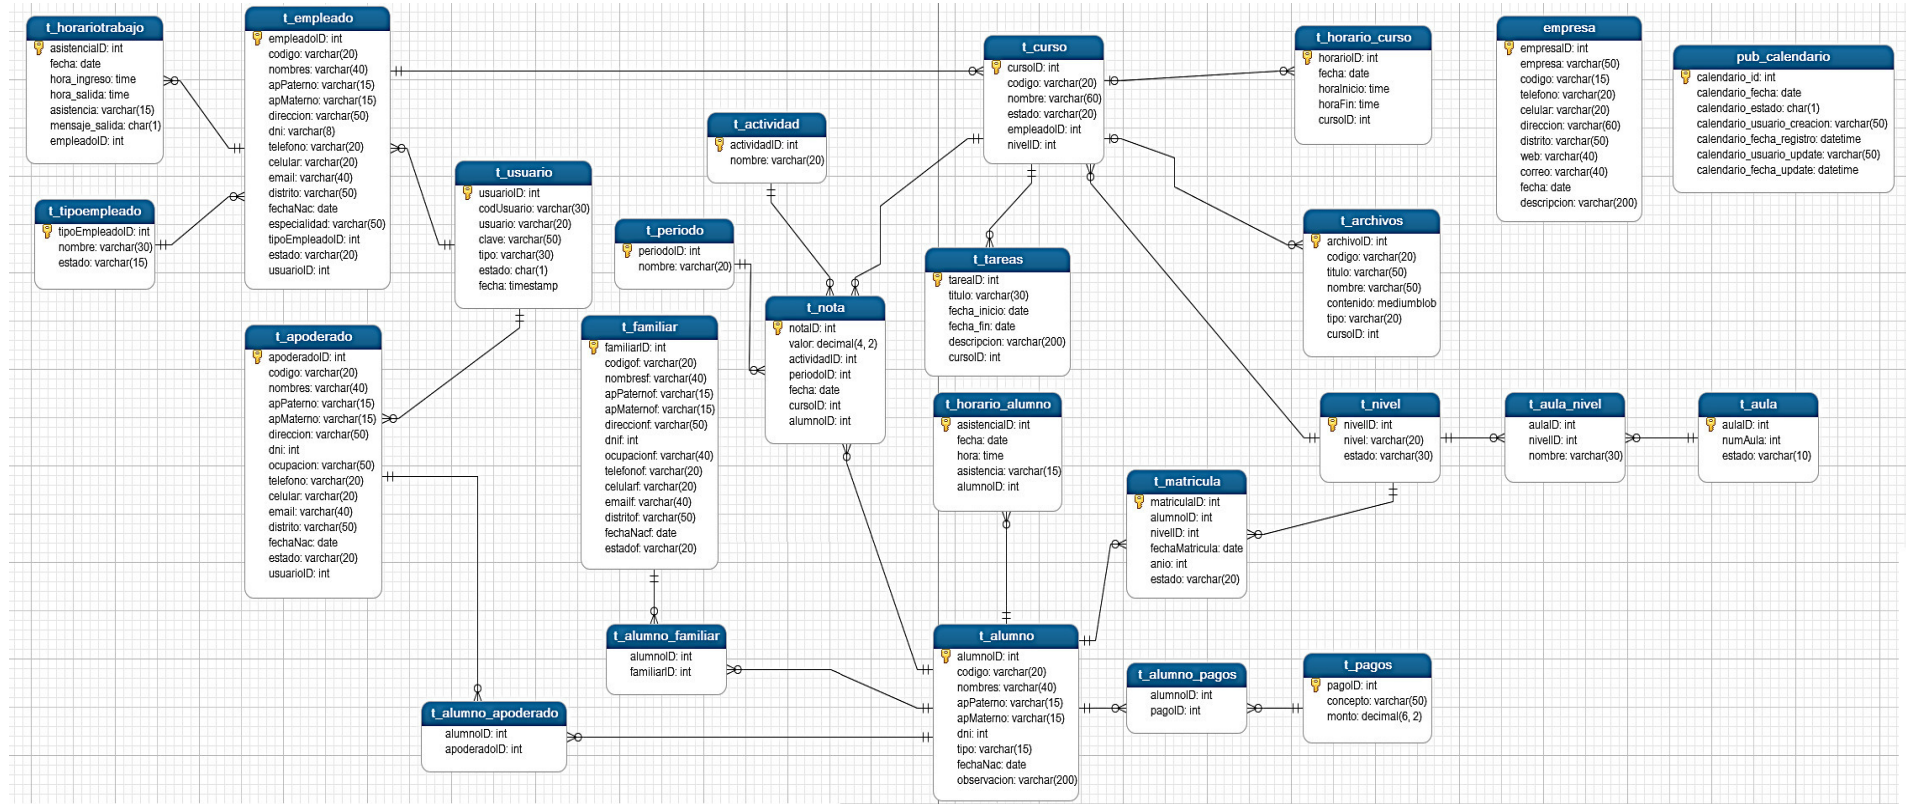 t_horariotrabajo
asistenciaID: int
fecha: date
hora_ingreso: time
hora_salida: time
asistencia: varchar(15)
mensaje_salida: char(1)
empleadoID: int
t_empleado
empleadoID: int
codigo: varchar(20)
nombres: varchar(40)
apPaterno: varchar(15)
apMaterno: varchar(15)
direccion: varchar(50)
dni: varchar(8)
telefono: varchar(20)
celular: varchar(20)
email: varchar(40)
distrito: varchar(50)
fechaNac: date
especialidad: varchar(50)
tipoEmpleadoID: int
estado: varchar(20)
usuarioID: int
t_tipoempleado
tipoEmpleadoID: int
nombre: varchar(30)
estado: varchar(15)
t_usuario
usuarioID: int
codUsuario: varchar(30)
usuario: varchar(20)
clave: varchar(50)
tipo: varchar(30)
estado: char(1)
fecha: timestamp
t_actividad
actividadID: int
nombre: varchar(20)
t_periodo
periodoID: int
nombre: varchar(20)
t_curso
cursoID: int
codigo: varchar(20)
nombre: varchar(60)
estado: varchar(20)
empleadoID: int
nivelID: int
t_horario_curso
horarioID: int
fecha: date
horaInicio: time
horaFin: time
cursoID: int
empresa
empresaID: int
empresa: varchar(50)
codigo: varchar(15)
telefono: varchar(20)
celular: varchar(20)
direccion: varchar(60)
distrito: varchar(50)
web: varchar(40)
correo: varchar(40)
fecha: date
descripcion: varchar(200)
pub_calendario
calendario_id: int
calendario_fecha: date
calendario_estado: char(1)
calendario_usuario_creacion: varchar(50)
calendario_fecha_registro: datetime
calendario_usuario_update: varchar(50)
calendario_fecha_update: datetime
t_archivos
archivoID: int
codigo: varchar(20)
titulo: varchar(50)
nombre: varchar(50)
contenido: mediumblob
tipo: varchar(20)
cursoID: int
t_tareas
tareaID: int
titulo: varchar(30)
fecha_inicio: date
fecha_fin: date
descripcion: varchar(200)
cursoID: int
t_nota
notaID: int
valor: decimal(4, 2)
actividadID: int
periodoID: int
fecha: date
cursoID: int
alumnoID: int
t_apoderado
apoderadoID: int
codigo: varchar(20)
nombres: varchar(40)
apPaterno: varchar(15)
apMaterno: varchar(15)
direccion: varchar(50)
dni: int
ocupacion: varchar(50)
telefono: varchar(20)
celular: varchar(20)
email: varchar(40)
distrito: varchar(50)
fechaNac: date
estado: varchar(20)
usuarioID: int
t_familiar
familiarID: int
codigof: varchar(20)
nombresf: varchar(40)
apPaternof: varchar(15)
apMaternof: varchar(15)
direccionf: varchar(50)
dnif: int
ocupacionf: varchar(40)
telefonof: varchar(20)
celularf: varchar(20)
emailf: varchar(40)
distritof: varchar(50)
fechaNacf: date
estadof: varchar(20)
t_horario_alumno
asistenciaID: int
fecha: date
hora: time
asistencia: varchar(15)
alumnoID: int
t_nivel
nivelID: int
nivel: varchar(20)
estado: varchar(30)
t_aula_nivel
aulaID: int
nivelID: int
nombre: varchar(30)
t_aula
aulaID: int
numAula: int
estado: varchar(10)
t_matricula
matriculaID: int
alumnoID: int
nivelID: int
fechaMatricula: date
anio: int
estado: varchar(20)
t_alumno_familiar
alumnoID: int
familiarID: int
t_alumno
alumnoID: int
codigo: varchar(20)
nombres: varchar(40)
apPaterno: varchar(15)
apMaterno: varchar(15)
dni: int
tipo: varchar(15)
fechaNac: date
observacion: varchar(200)
t_alumno_pagos
alumnoID: int
pagoID: int
t_pagos
pagoID: int
concepto: varchar(50)
monto: decimal(6, 2)
t_alumno_apoderado
alumnoID: int
apoderadoID: int